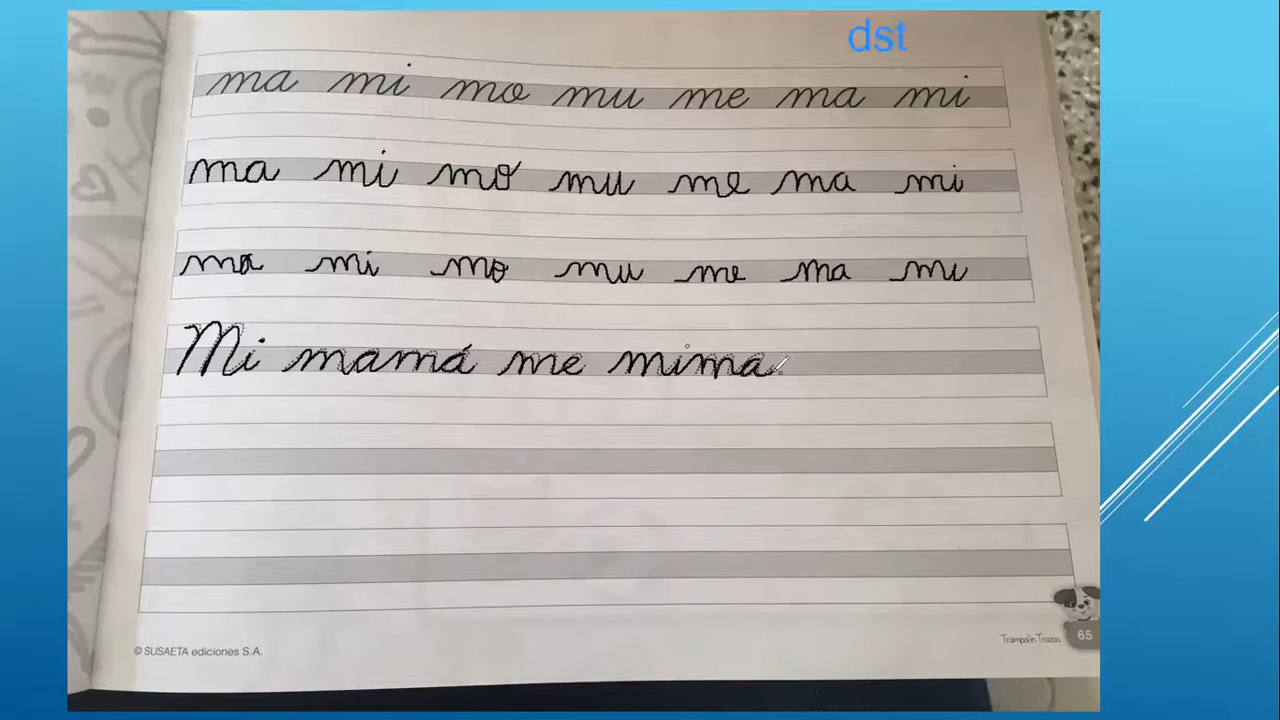 dst
ma mi mo mu me ma mi
ma mi mo mu me ma mi
ma mi mo mu me ma mi
Mi mamá me mima.
© SUSAETA ediciones S.A.
Trampolín Trazos
65